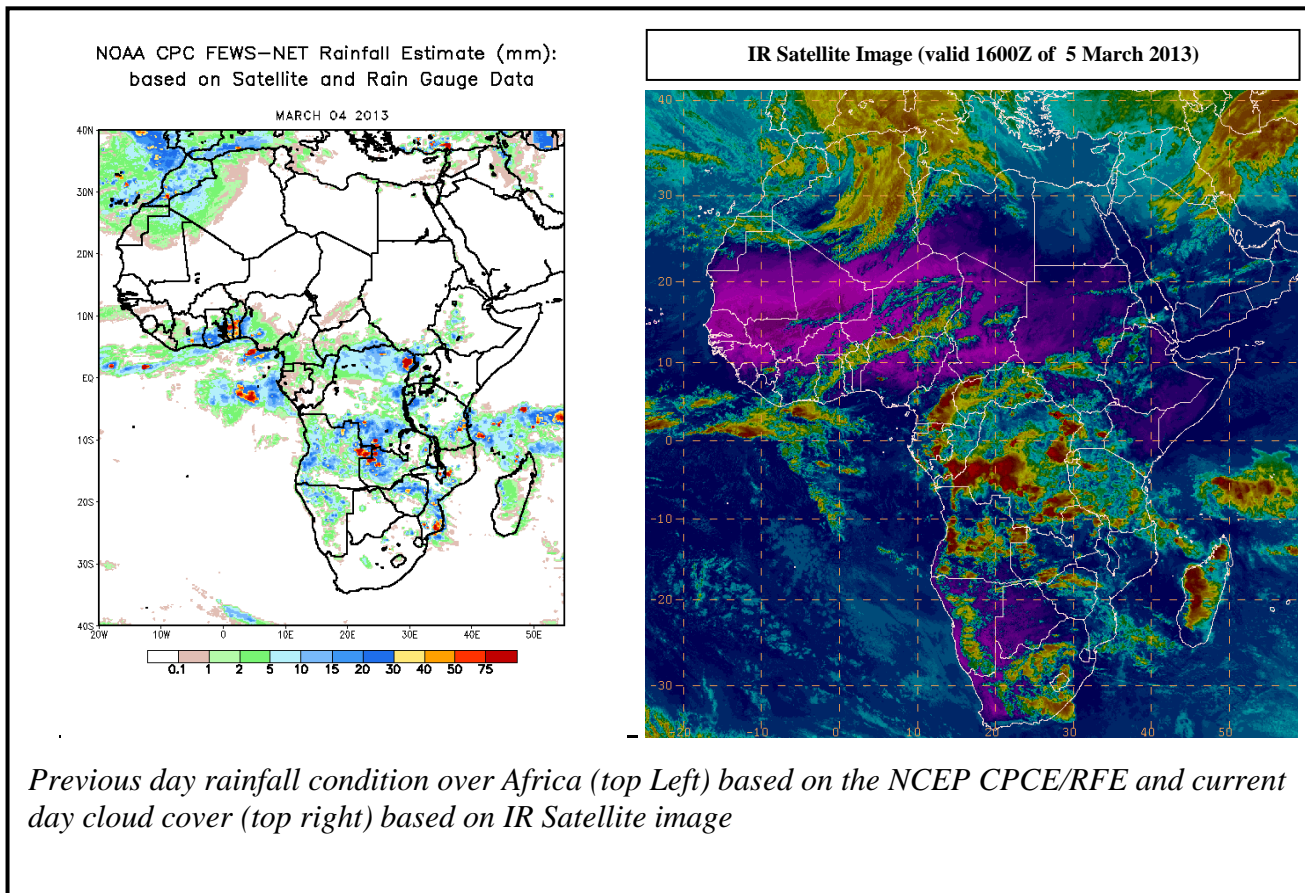 NOAA CPC FEWS-NET Rainfall Estimate (mm):
based on Satellite and Rain Gauge Data
MARCH 04 2013
40N
30N
20N
10N
EQ
10S
20S
30S
40S
20W 10W 0 10E 20E 30E 40E 50E
0.1 1 2 5 10 15 20 30 40 50 75
IR Satellite Image (valid 1600Z of 5 March 2013)
40
30
20
10
0
-10
-20
-30
-20 -10 0 10 20 30 40 50
Previous day rainfall condition over Africa (top Left) based on the NCEP CPCE/RFE and current
day cloud cover (top right) based on IR Satellite image